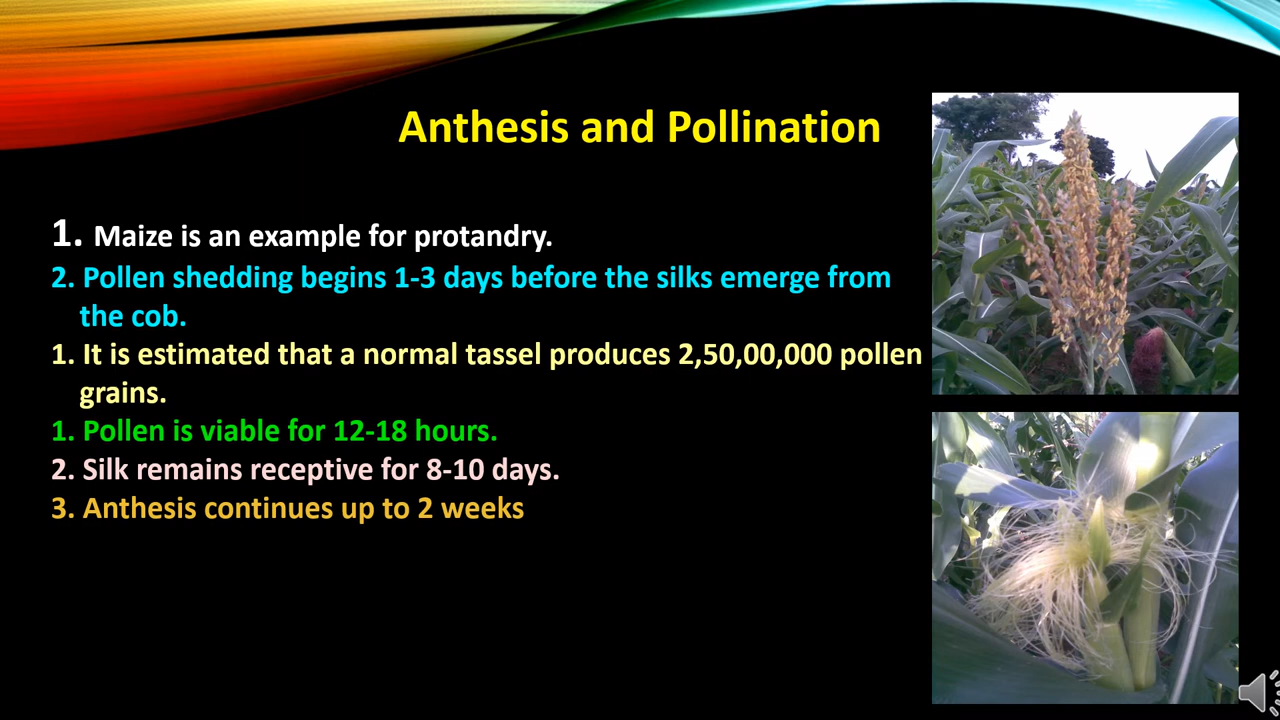 Anthesis and Pollination
1. Maize is an example for protandry.
2. Pollen shedding begins 1-3 days before the silks emerge from
the cob.
1. It is estimated that a normal tassel produces 2,50,00,000 pollen
grains.
1. Pollen is viable for 12-18 hours.
2. Silk remains receptive for 8-10 days.
3. Anthesis continues up to 2 weeks